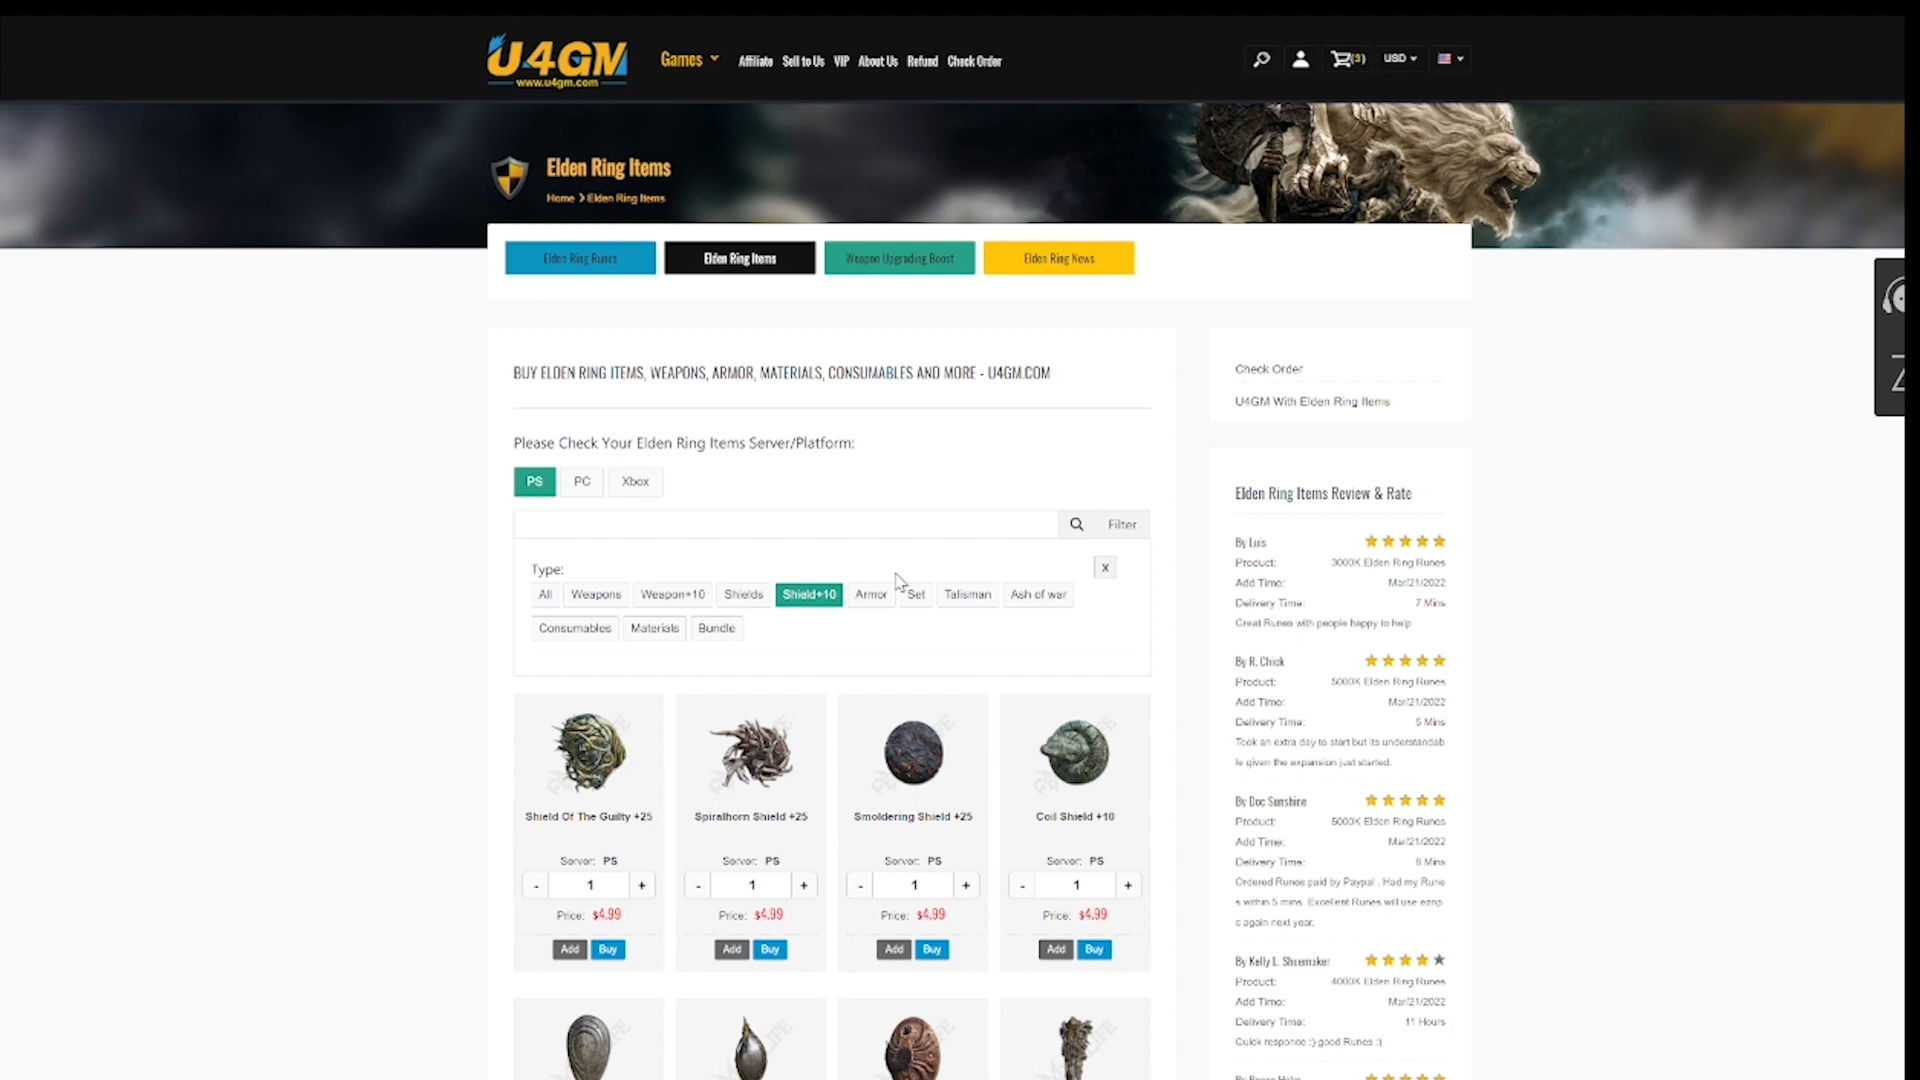 U4GM
www.u4gm.com
Games
Affiliate
Sell to Us
VIP
About Us
Refund
Check Order
(3)
USD
Elden Ring Items
Home > Elden Ring Items
Elden Ring Runes
Elden Ring Items
Weapon Upgrading Boost
Elden Ring News
BUY ELDEN RING ITEMS, WEAPONS, ARMOR, MATERIALS, CONSUMABLES AND MORE - U4GM.COM
Please Check Your Elden Ring Items Server/Platform:
PS
PC
Xbox
Filter
Type:
X
All
Weapons
Weapon+10
Shields
Shield+10
Armor
Set
Talisman
Ash of war
Consumables
Materials
Bundle
Shield Of The Guilty +25
Server: PS
- 1 +
Price: $4.99
Add
Buy
Spiralhorn Shield +25
Server: PS
- 1 +
Price: $4.99
Add
Buy
Smoldering Shield +25
Server: PS
- 1 +
Price: $4.99
Add
Buy
Coil Shield +10
Server: PS
- 1 +
Price: $4.99
Add
Buy
Check Order
U4GM With Elden Ring Items
Elden Ring Items Review & Rate
By Luis
Product: 3000K Elden Ring Runes
Add Time: Mar/21/2022
Delivery Time: 7 Mins
Great Runes with people happy to help
By R. Chick
Product: 5000K Elden Ring Runes
Add Time: Mar/21/2022
Delivery Time: 5 Mins
Took an extra day to start but its understandab
le given the expansion just started.
By Doc Sunshine
Product: 5000K Elden Ring Runes
Add Time: Mar/21/2022
Delivery Time: 6 Mins
Ordered Runes paid by Paypal . Had my Rune
s within 5 mins. Excellent Runes will use eznp
c again next year.
By Kelly L. Shoemaker
Product: 4000K Elden Ring Runes
Add Time: Mar/21/2022
Delivery Time: 11 Hours
Quick responce :) good Runes :)